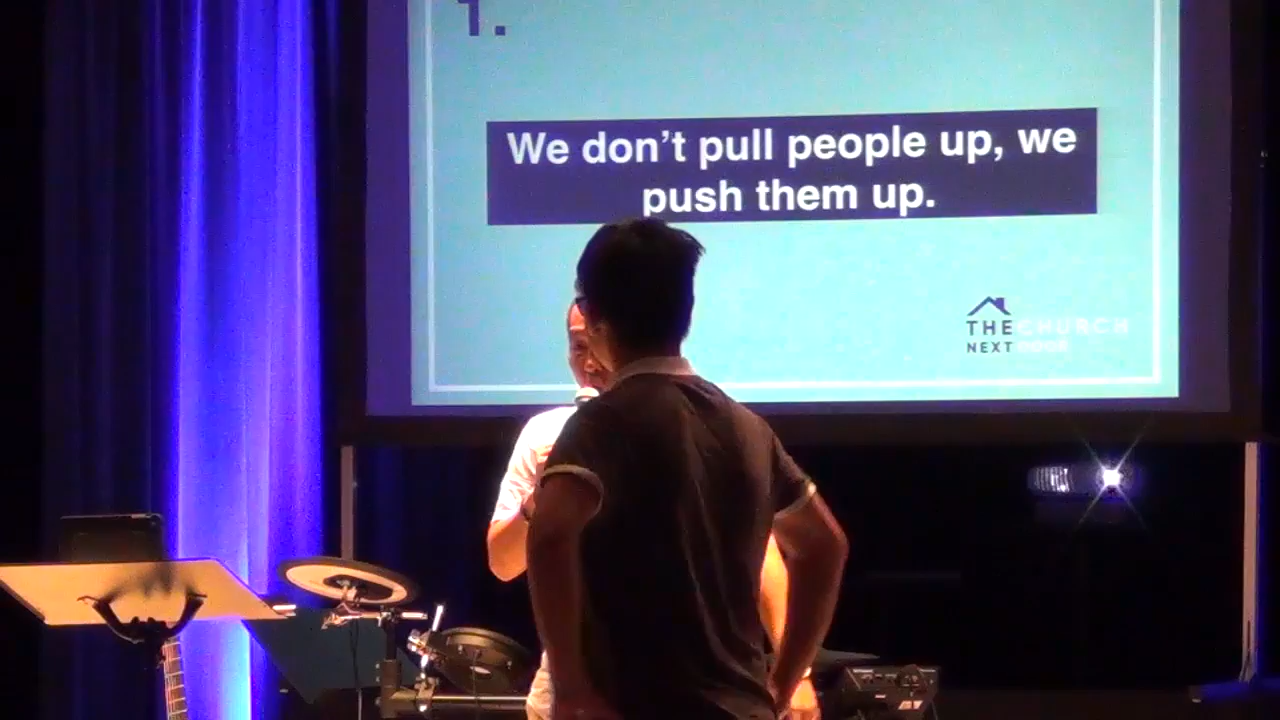 1.
We don't pull people up, we
push them up.
THE CHURCH
NEXT DOOR